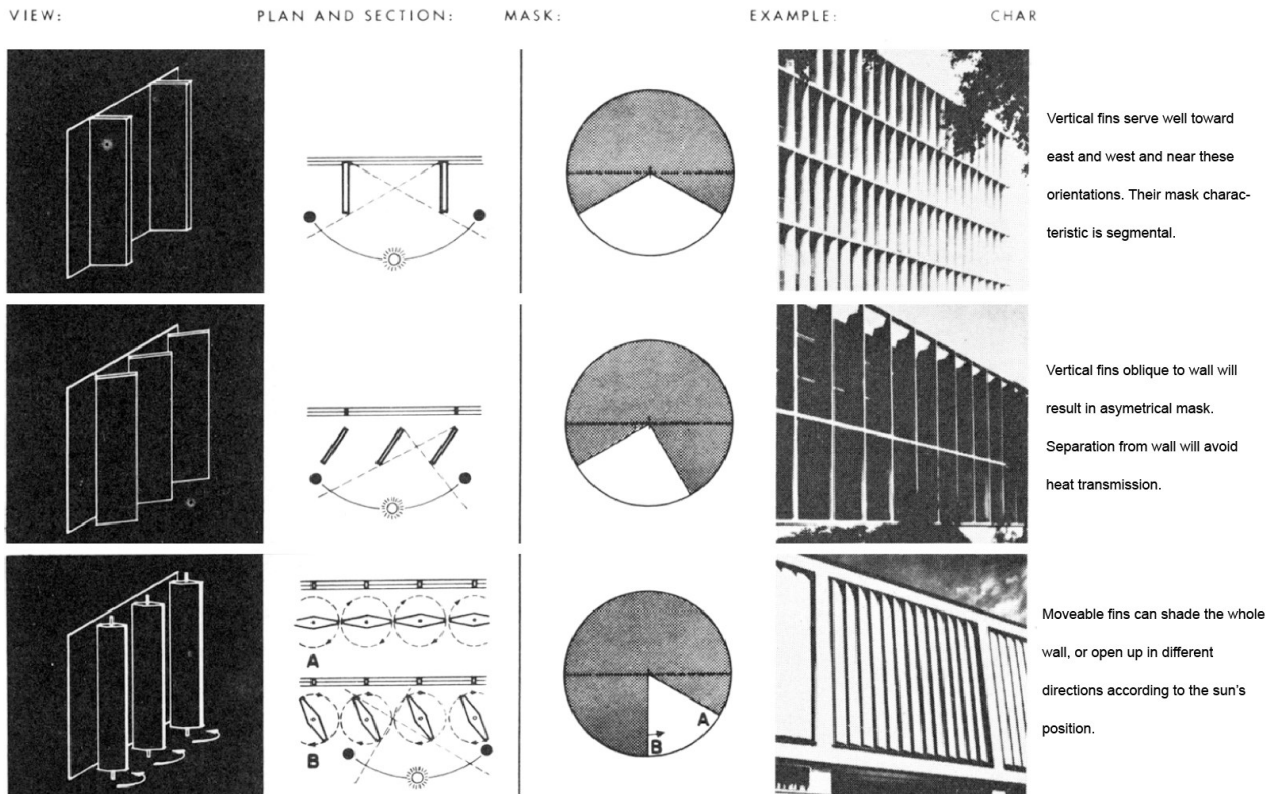 VIEW:
PLAN AND SECTION:
MASK:
EXAMPLE:
CHAR
Vertical fins serve well toward
east and west and near these
orientations. Their mask charac-
teristic is segmental.
Vertical fins oblique to wall will
result in asymetrical mask.
Separation from wall will avoid
heat transmission.
A
B
A
B
Moveable fins can shade the whole
wall, or open up in different
directions according to the sun's
position.